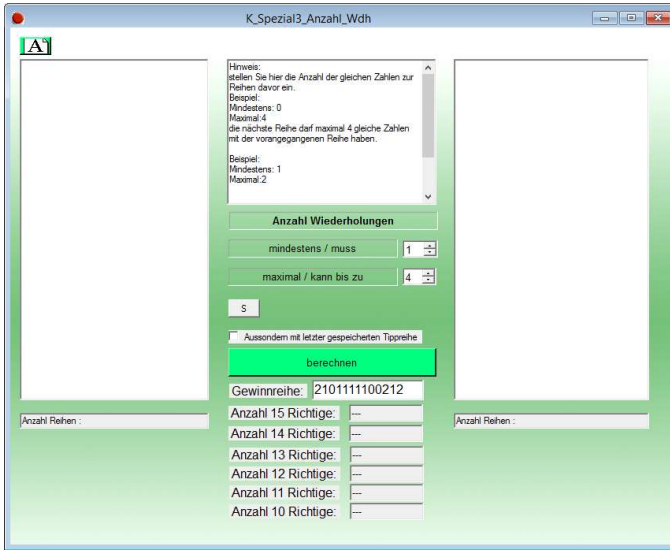 K_Spezial3_Anzahl_Wdh
A
Hinweis:
stellen Sie hier die Anzahl der gleichen Zahlen zur
Reihen davor ein.
Beispiel:
Mindestens: 0
Maximal:4
die nächste Reihe darf maximal 4 gleiche Zahlen
mit der vorangegangenen Reihe haben.
Beispiel:
Mindestens: 1
Maximal:2
Anzahl Wiederholungen
mindestens / muss 1
maximal / kann bis zu 4
S
Aussondern mit letzter gespeicherten Tippreihe
berechnen
Gewinnreihe: 2101111100212
Anzahl Reihen :
Anzahl 15 Richtige: ---
Anzahl Reihen :
Anzahl 14 Richtige: ---
Anzahl 13 Richtige: ---
Anzahl 12 Richtige: ---
Anzahl 11 Richtige: ---
Anzahl 10 Richtige: ---